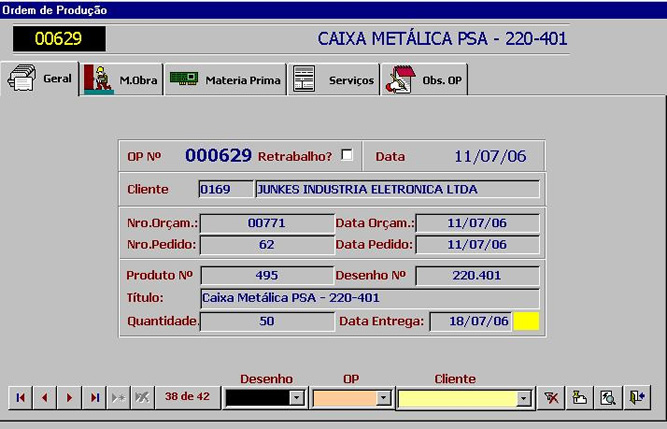 Ordem de Produção
00629 CAIXA METÁLICA PSA - 220-401
Geral M.Obra Materia Prima Serviços Obs. OP
OP Nº 000629 Retrabalho? Data 11/07/06
Cliente 0169 JUNKES INDUSTRIA ELETRONICA LTDA
Nro.Orçam.: 00771 Data Orçam.: 11/07/06
Nro.Pedido: 62 Data Pedido: 11/07/06
Produto Nº 495 Desenho Nº 220.401
Título: Caixa Metálica PSA - 220-401
Quantidade. 50 Data Entrega: 18/07/06
Desenho OP Cliente
38 de 42